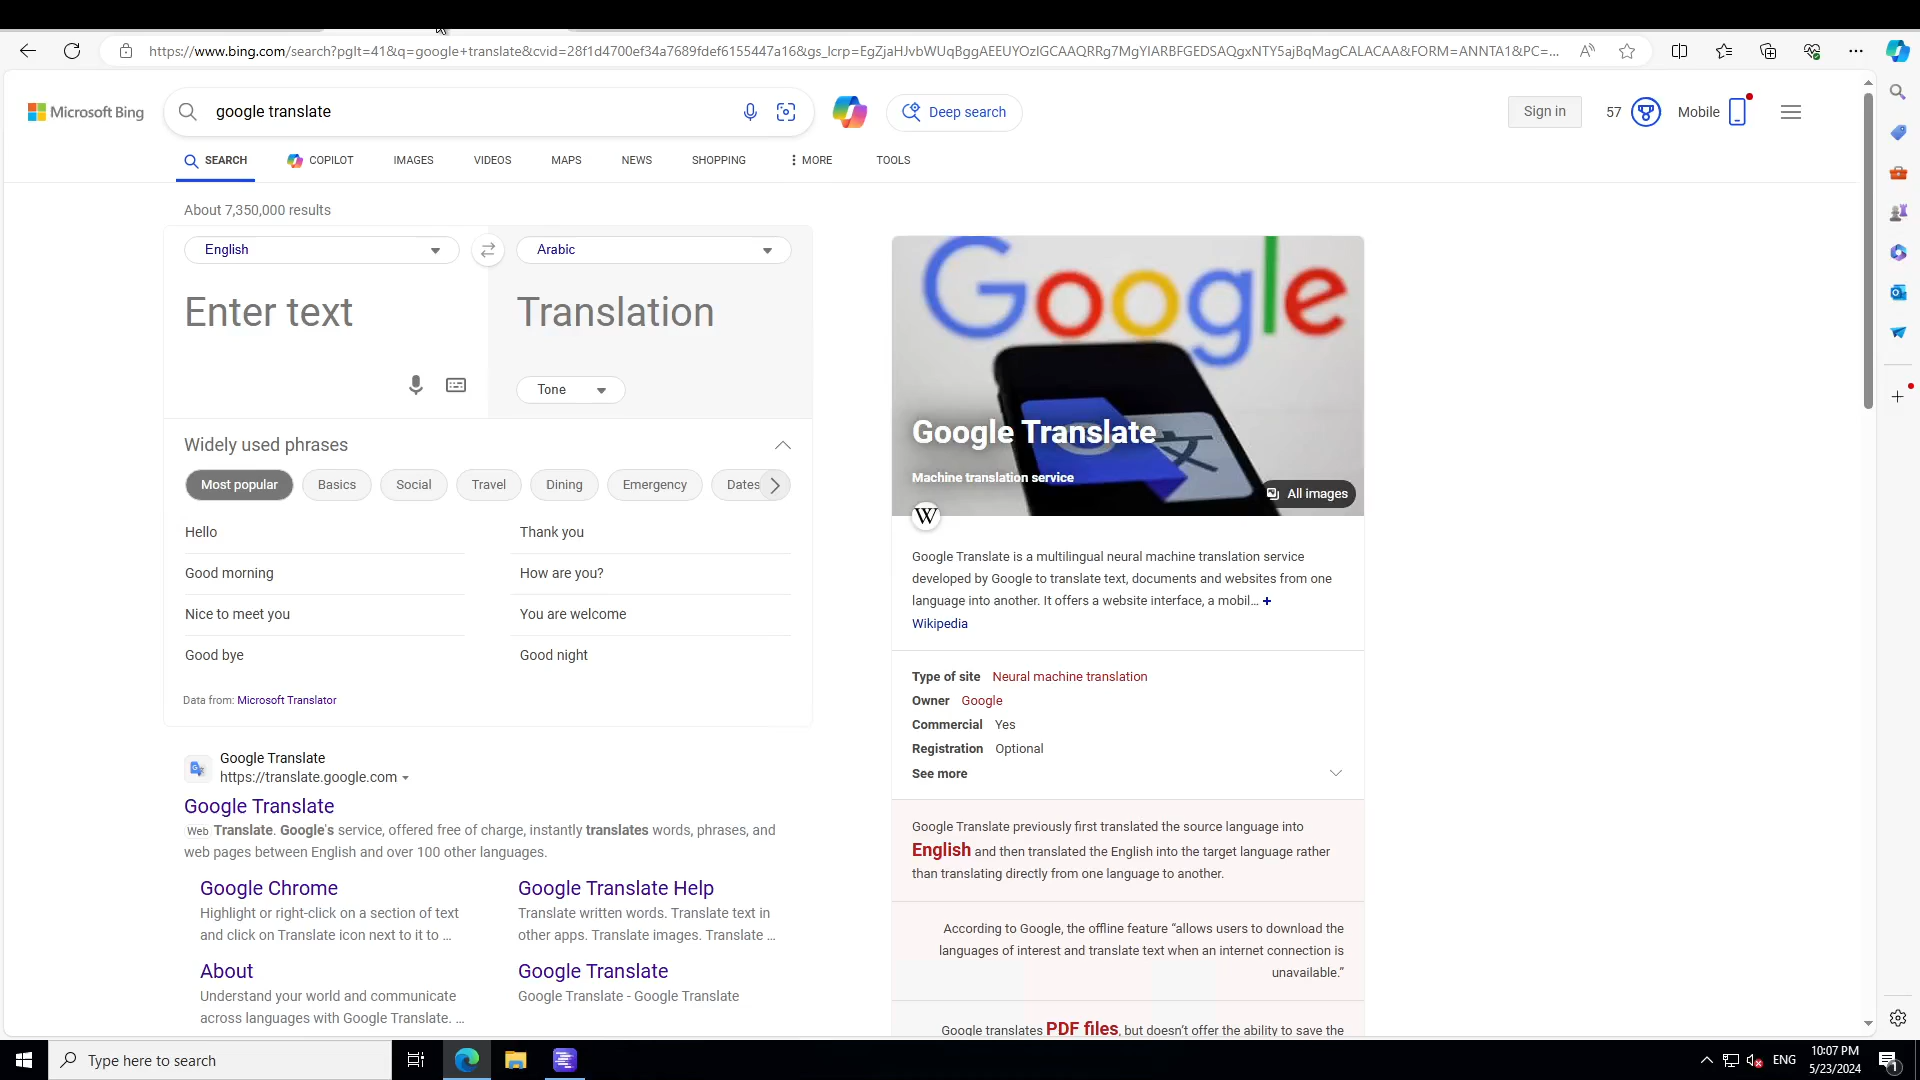 https://www.bing.com/search?pglt=41&q=google+translate&cvid=28f1d4700ef34a7689fdef6155447a16&gs_lcrp=EgZjaHJvbWUqBggAEEUYOzIGCAAQRRg7MgYIARBFGEDSAQgxNTY5ajBqMagCALACAA&FORM=ANNTA1&PC=...
Microsoft Bing
google translate
Deep search
Sign in
57
Mobile
SEARCH
COPILOT
IMAGES
VIDEOS
MAPS
NEWS
SHOPPING
MORE
TOOLS
About 7,350,000 results
English
Arabic
Enter text
Translation
Tone
Widely used phrases
Most popular
Basics
Social
Travel
Dining
Emergency
Dates
Hello
Thank you
Good morning
How are you?
Nice to meet you
You are welcome
Good bye
Good night
Data from: Microsoft Translator
Google Translate
https://translate.google.com
Google Translate
Web Translate. Google's service, offered free of charge, instantly translates words, phrases, and
web pages between English and over 100 other languages.
Google Chrome
Highlight or right-click on a section of text
and click on Translate icon next to it to ...
Google Translate Help
Translate written words. Translate text in
other apps. Translate images. Translate ...
About
Understand your world and communicate
across languages with Google Translate. ...
Google Translate
Google Translate - Google Translate
Google
文
Google Translate
Machine translation service
All images
W
Google Translate is a multilingual neural machine translation service
developed by Google to translate text, documents and websites from one
language into another. It offers a website interface, a mobil... +
Wikipedia
Type of site Neural machine translation
Owner Google
Commercial Yes
Registration Optional
See more
Google Translate previously first translated the source language into
English and then translated the English into the target language rather
than translating directly from one language to another.
According to Google, the offline feature “allows users to download the
languages of interest and translate text when an internet connection is
unavailable.”
Google translates PDF files, but doesn’t offer the ability to save the
Type here to search
ENG
10:07 PM
5/23/2024
1